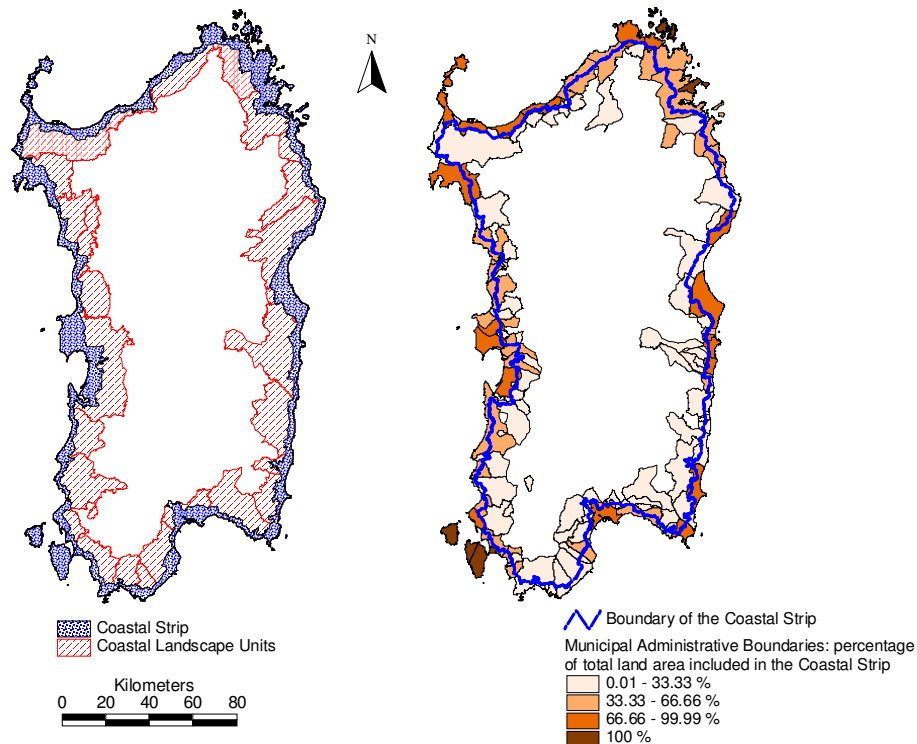 N
Coastal Strip
Coastal Landscape Units
Kilometers
0 20 40 60 80
Boundary of the Coastal Strip
Municipal Administrative Boundaries: percentage
of total land area included in the Coastal Strip
0.01 - 33.33 %
33.33 - 66.66 %
66.66 - 99.99 %
100 %